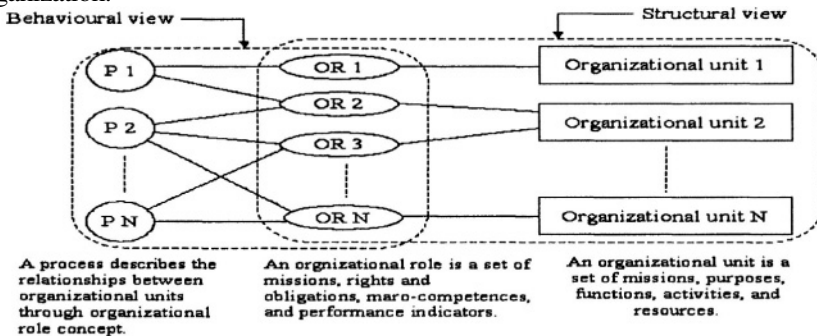 Behavioural view
Structural view
P 1
OR 1
Organizational unit 1
OR 2
P 2
Organizational unit 2
OR 3
P N
OR N
Organizational unit N
A process describes the
relationships between
organizational units
through organizational
role concept.
An orgnizational role is a set of
missions, rights and
obligations, maro-competences,
and performance indicators.
An organizational unit is a
set of missions, purposes,
functions, activities, and
resources.